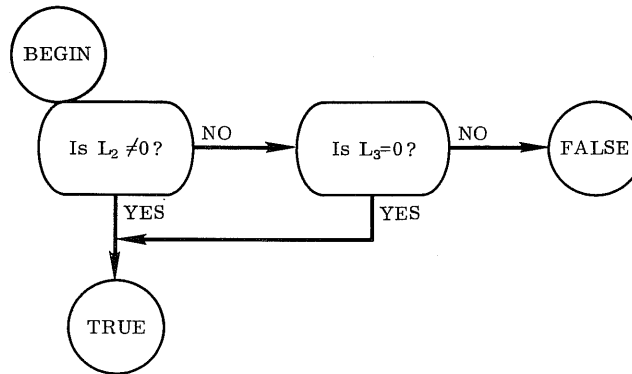 BEGIN
Is L₂ ≠0?
NO
Is L₃=0?
NO
FALSE
YES
YES
TRUE